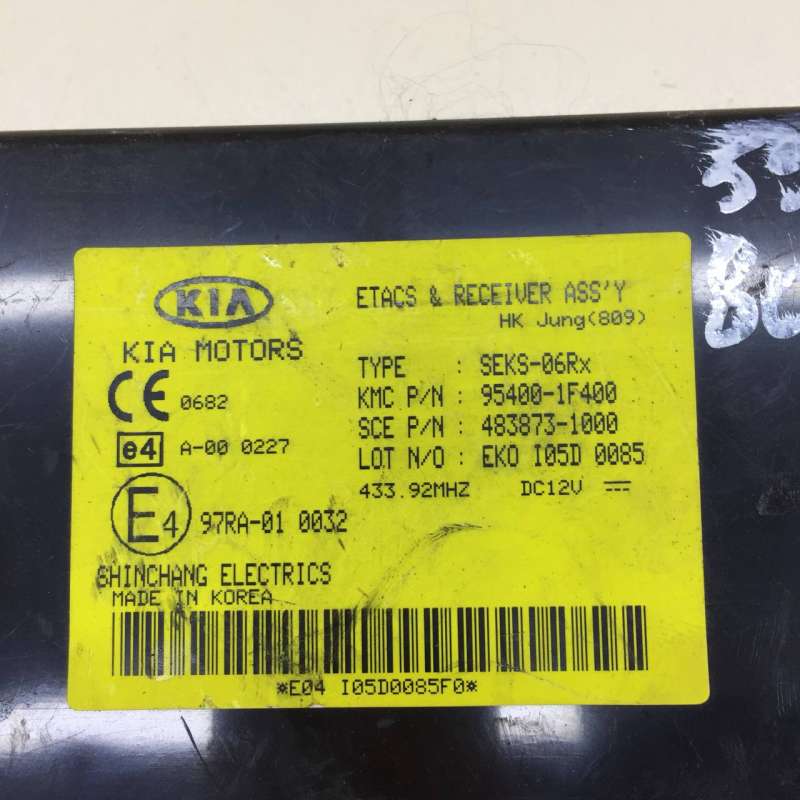 KIA
KIA MOTORS
ETACS & RECEIVER ASS'Y
HK Jung(809)
TYPE : SEKS-06Rx
KMC P/N : 95400-1F400
SCE P/N : 483873-1000
LOT N/O : EKO I05D 0085
433.92MHZ DC12V
CE 0682
e4 A-00 0227
E4 97RA-01 0032
SHINCHANG ELECTRICS
MADE IN KOREA
*E04 I05D0085F0*